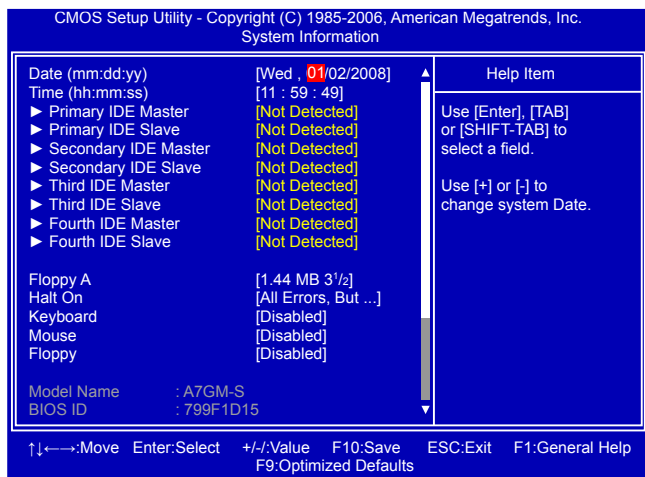 CMOS Setup Utility - Copyright (C) 1985-2006, American Megatrends, Inc.
System Information
Date (mm:dd:yy) [Wed , 01/02/2008]
Time (hh:mm:ss) [11 : 59 : 49]
► Primary IDE Master [Not Detected]
► Primary IDE Slave [Not Detected]
► Secondary IDE Master [Not Detected]
► Secondary IDE Slave [Not Detected]
► Third IDE Master [Not Detected]
► Third IDE Slave [Not Detected]
► Fourth IDE Master [Not Detected]
► Fourth IDE Slave [Not Detected]
Floppy A [1.44 MB 3¹/₂]
Halt On [All Errors, But ...]
Keyboard [Disabled]
Mouse [Disabled]
Floppy [Disabled]
Model Name : A7GM-S
BIOS ID : 799F1D15
Help Item
Use [Enter], [TAB]
or [SHIFT-TAB] to
select a field.
Use [+] or [-] to
change system Date.
↑↓←→:Move Enter:Select +/-/:Value F10:Save ESC:Exit F1:General Help
F9:Optimized Defaults